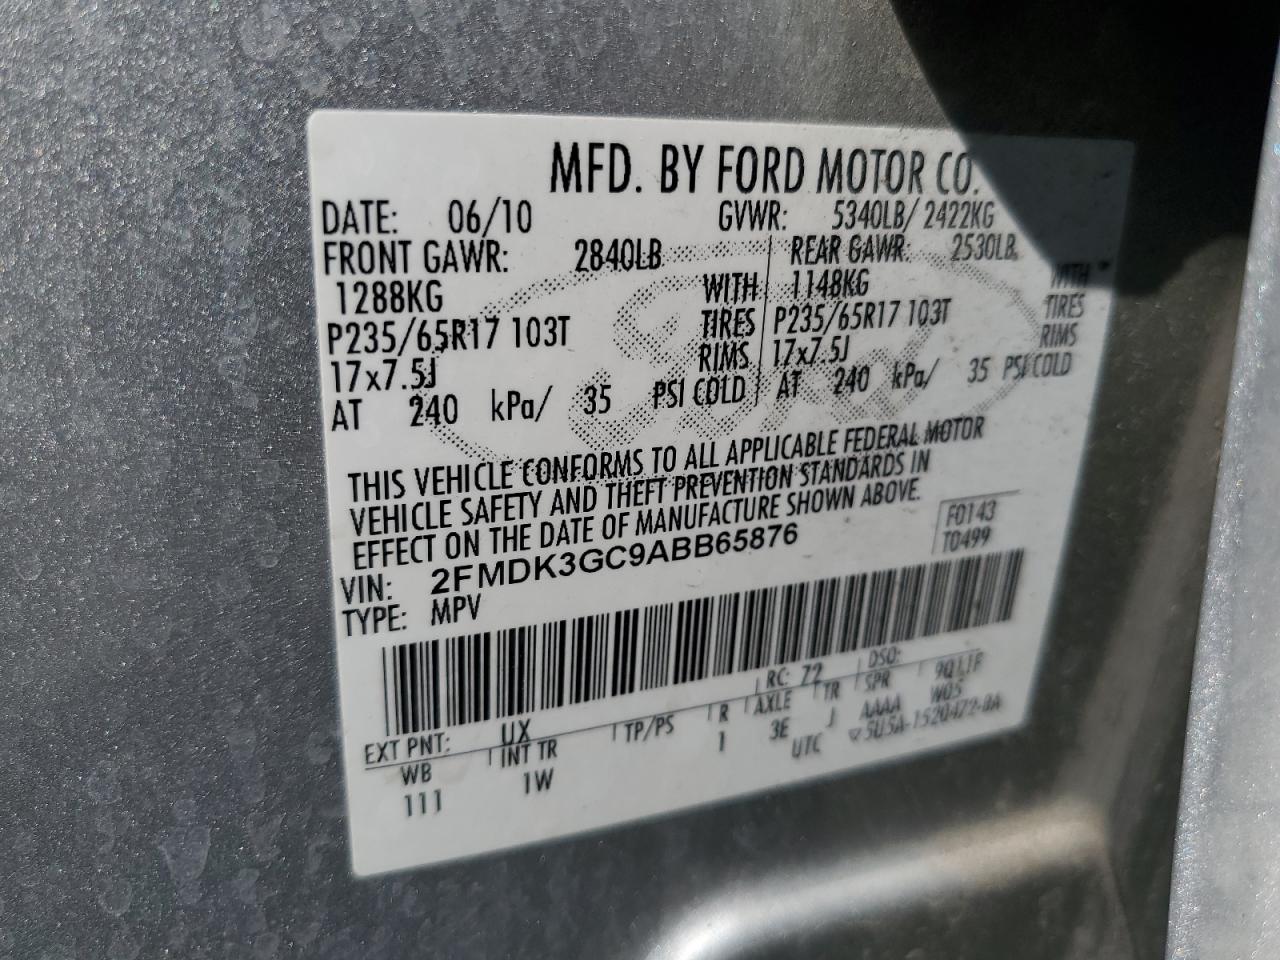 MFD. BY FORD MOTOR CO.
DATE: 06/10 GVWR: 5340LB/ 2422KG
FRONT GAWR: 2840LB REAR GAWR: 2530LB
1288KG WITH 1148KG WITH
P235/65R17 103T TIRES P235/65R17 103T TIRES
17x7.5J RIMS 17x7.5J RIMS
AT 240 kPa/ 35 PSI COLD AT 240 kPa/ 35 PSI COLD
THIS VEHICLE CONFORMS TO ALL APPLICABLE FEDERAL MOTOR
VEHICLE SAFETY AND THEFT PREVENTION STANDARDS IN
EFFECT ON THE DATE OF MANUFACTURE SHOWN ABOVE.
F0143
T0499
VIN: 2FMDK3GC9ABB65876
TYPE: MPV
EXT PNT: UX RC: 72 DSO:
WB INT TR TP/PS R AXLE TR SPR
111 1W 1 3E J AAAA W05
UTC 5U5A-1520472-0A